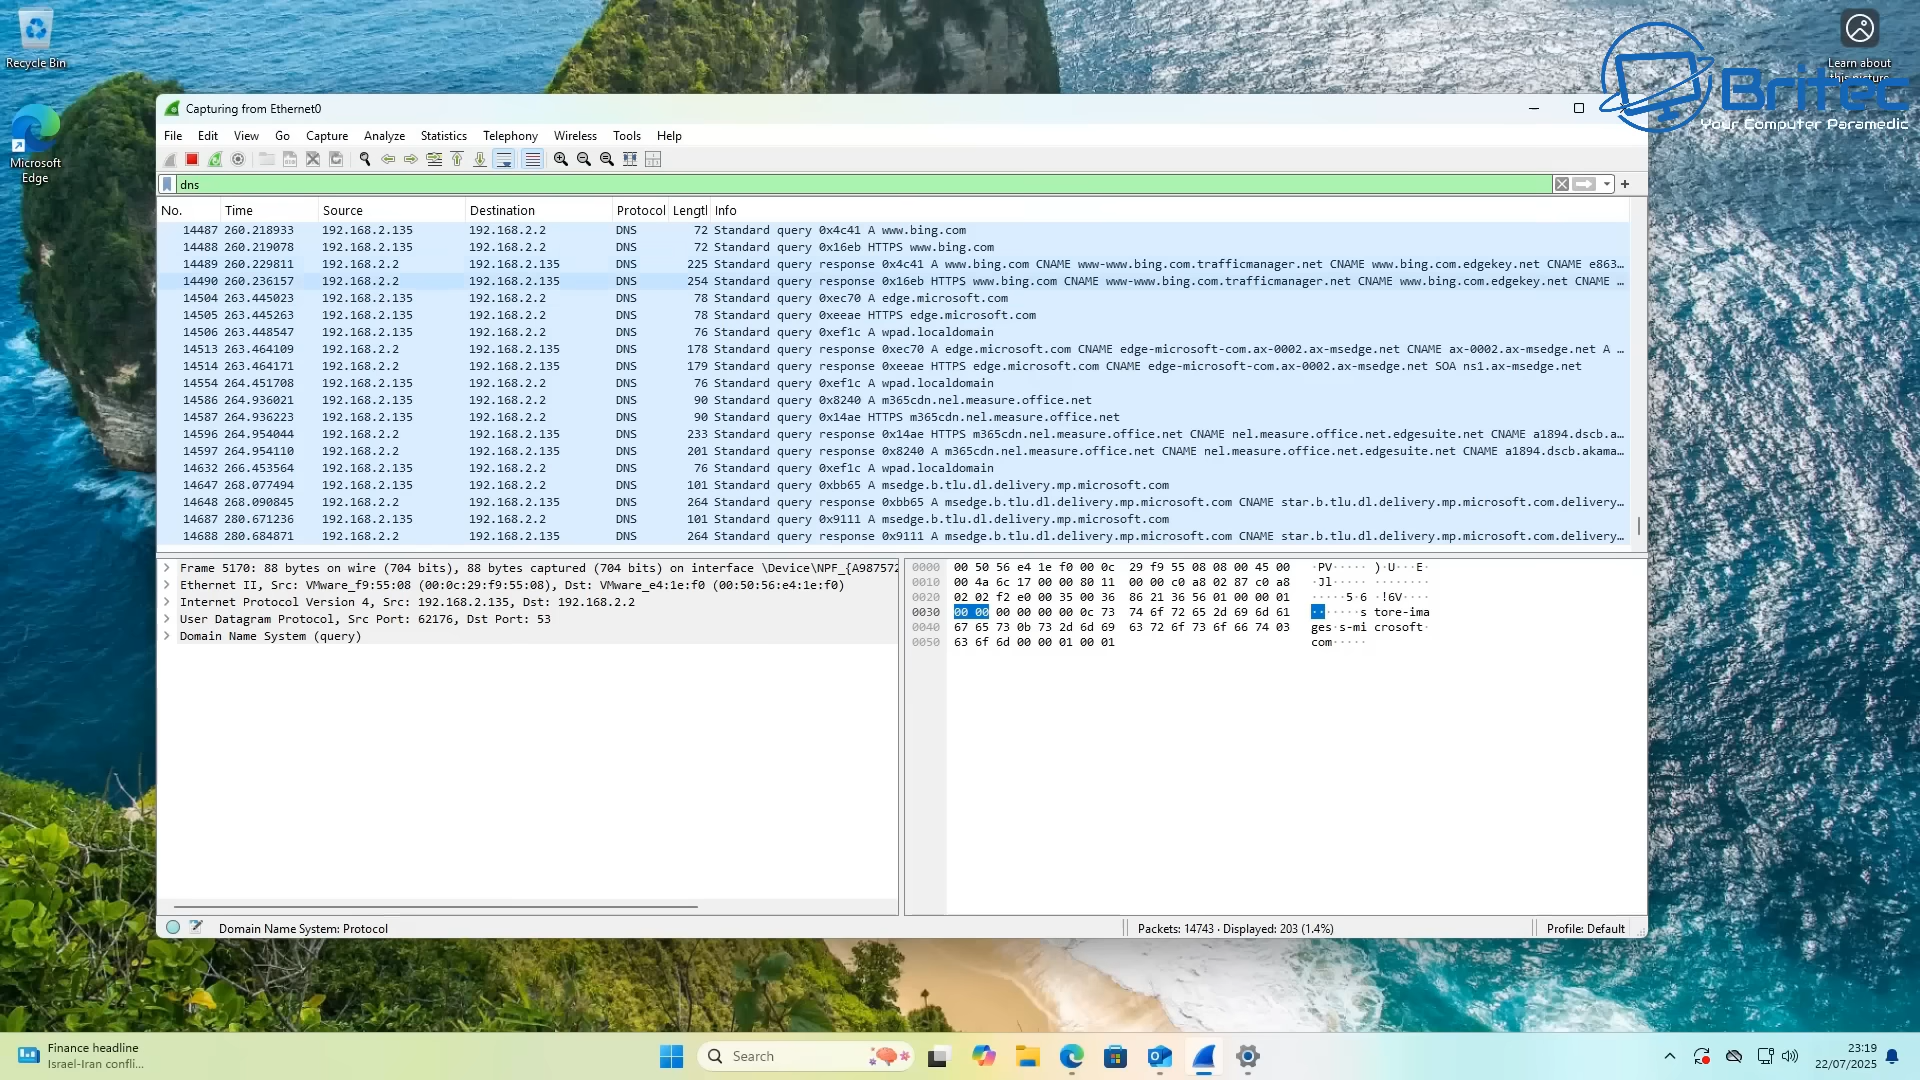 Recycle Bin
Microsoft
Edge
Learn about
this picture
Britec
Your Computer Paramedic
Capturing from Ethernet0
File Edit View Go Capture Analyze Statistics Telephony Wireless Tools Help
dns
No. Time Source Destination Protocol Lengtl Info
14487 260.218933 192.168.2.135 192.168.2.2 DNS 72 Standard query 0x4c41 A www.bing.com
14488 260.219078 192.168.2.135 192.168.2.2 DNS 72 Standard query 0x16eb HTTPS www.bing.com
14489 260.229811 192.168.2.2 192.168.2.135 DNS 225 Standard query response 0x4c41 A www.bing.com CNAME www-www.bing.com.trafficmanager.net CNAME www.bing.com.edgekey.net CNAME e863…
14490 260.236157 192.168.2.2 192.168.2.135 DNS 254 Standard query response 0x16eb HTTPS www.bing.com CNAME www-www.bing.com.trafficmanager.net CNAME www.bing.com.edgekey.net CNAME …
14504 263.445023 192.168.2.135 192.168.2.2 DNS 78 Standard query 0xec70 A edge.microsoft.com
14505 263.445263 192.168.2.135 192.168.2.2 DNS 78 Standard query 0xeeae HTTPS edge.microsoft.com
14506 263.448547 192.168.2.135 192.168.2.2 DNS 76 Standard query 0xef1c A wpad.localdomain
14513 263.464109 192.168.2.2 192.168.2.135 DNS 178 Standard query response 0xec70 A edge.microsoft.com CNAME edge-microsoft-com.ax-0002.ax-msedge.net CNAME ax-0002.ax-msedge.net A …
14514 263.464171 192.168.2.2 192.168.2.135 DNS 179 Standard query response 0xeeae HTTPS edge.microsoft.com CNAME edge-microsoft-com.ax-0002.ax-msedge.net SOA ns1.ax-msedge.net
14554 264.451708 192.168.2.135 192.168.2.2 DNS 76 Standard query 0xef1c A wpad.localdomain
14586 264.936021 192.168.2.135 192.168.2.2 DNS 90 Standard query 0x8240 A m365cdn.nel.measure.office.net
14587 264.936223 192.168.2.135 192.168.2.2 DNS 90 Standard query 0x14ae HTTPS m365cdn.nel.measure.office.net
14596 264.954044 192.168.2.2 192.168.2.135 DNS 233 Standard query response 0x14ae HTTPS m365cdn.nel.measure.office.net CNAME nel.measure.office.net.edgesuite.net CNAME a1894.dscb.a…
14597 264.954110 192.168.2.2 192.168.2.135 DNS 201 Standard query response 0x8240 A m365cdn.nel.measure.office.net CNAME nel.measure.office.net.edgesuite.net CNAME a1894.dscb.akama…
14632 266.453564 192.168.2.135 192.168.2.2 DNS 76 Standard query 0xef1c A wpad.localdomain
14647 268.077494 192.168.2.135 192.168.2.2 DNS 101 Standard query 0xbb65 A msedge.b.tlu.dl.delivery.mp.microsoft.com
14648 268.090845 192.168.2.2 192.168.2.135 DNS 264 Standard query response 0xbb65 A msedge.b.tlu.dl.delivery.mp.microsoft.com CNAME star.b.tlu.dl.delivery.mp.microsoft.com.delivery…
14687 280.671236 192.168.2.135 192.168.2.2 DNS 101 Standard query 0x9111 A msedge.b.tlu.dl.delivery.mp.microsoft.com
14688 280.684871 192.168.2.2 192.168.2.135 DNS 264 Standard query response 0x9111 A msedge.b.tlu.dl.delivery.mp.microsoft.com CNAME star.b.tlu.dl.delivery.mp.microsoft.com.delivery…
Frame 5170: 88 bytes on wire (704 bits), 88 bytes captured (704 bits) on interface \Device\NPF_{A987572
Ethernet II, Src: VMware_f9:55:08 (00:0c:29:f9:55:08), Dst: VMware_e4:1e:f0 (00:50:56:e4:1e:f0)
Internet Protocol Version 4, Src: 192.168.2.135, Dst: 192.168.2.2
User Datagram Protocol, Src Port: 62176, Dst Port: 53
Domain Name System (query)
0000 00 50 56 e4 1e f0 00 0c 29 f9 55 08 08 00 45 00 ·PV····· )·U···E·
0010 00 4a 6c 17 00 00 80 11 00 00 c0 a8 02 87 c0 a8 ·Jl····· ········
0020 02 02 f2 e0 00 35 00 36 86 21 36 56 01 00 00 01 ·····5·6 ·!6V····
0030 00 00 00 00 00 00 0c 73 74 6f 72 65 2d 69 6d 61 ·······s tore-ima
0040 67 65 73 0b 73 2d 6d 69 63 72 6f 73 6f 66 74 03 ges·s-mi crosoft·
0050 63 6f 6d 00 00 01 00 01 com·····
Domain Name System: Protocol
Packets: 14743 · Displayed: 203 (1.4%)
Profile: Default
Finance headline
Israel-Iran confli...
Search
23:19
22/07/2025